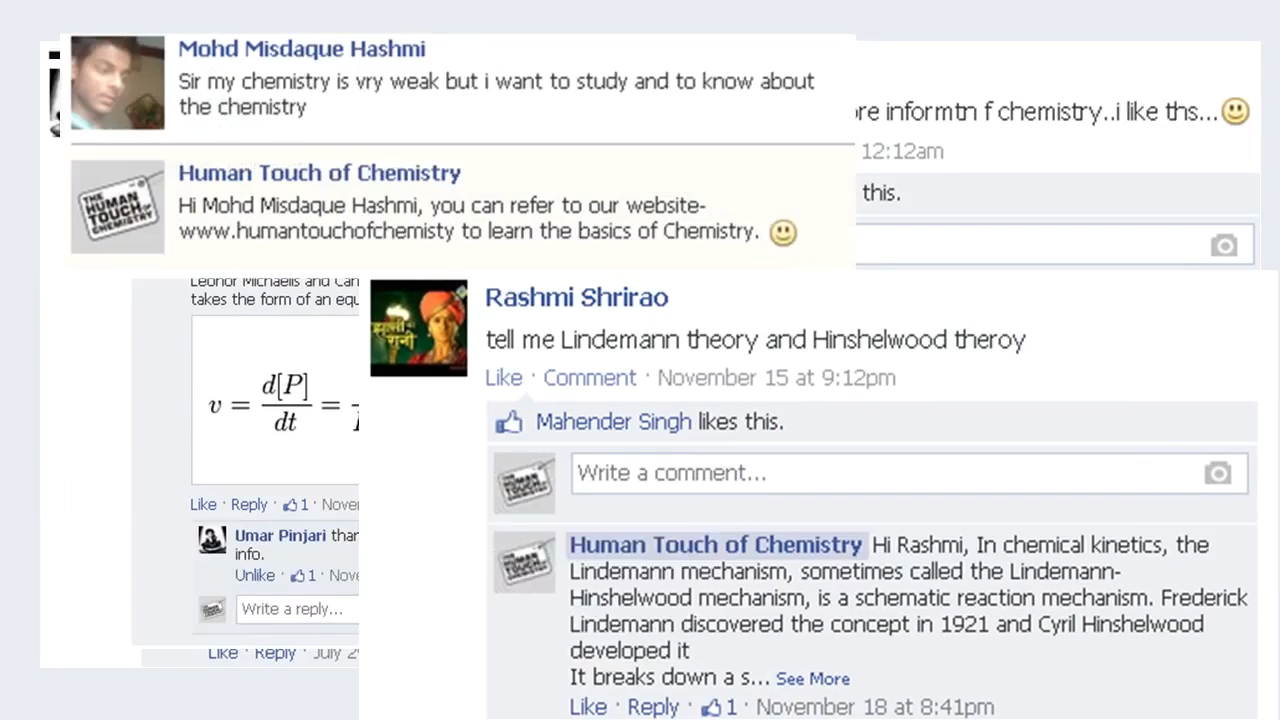 Mohd Misdaque Hashmi
Sir my chemistry is vry weak but i want to study and to know about
the chemistry
Human Touch of Chemistry
Hi Mohd Misdaque Hashmi, you can refer to our website-
www.humantouchofchemisty to learn the basics of Chemistry.
THE
HUMAN
TOUCH OF
CHEMISTRY
informtn f chemistry..i like ths...
12:12am
this.
Leonor Michaelis and
takes the form of an
v = d[P]/dt =
Like · Reply · 1 ·
Umar Pinjari
info.
Unlike · 1 ·
Write a reply...
Like · Reply · July
झाँसी की
रानी
Rashmi Shrirao
tell me Lindemann theory and Hinshelwood theroy
Like · Comment · November 15 at 9:12pm
Mahender Singh likes this.
Write a comment...
Human Touch of Chemistry Hi Rashmi, In chemical kinetics, the
Lindemann mechanism, sometimes called the Lindemann-
Hinshelwood mechanism, is a schematic reaction mechanism. Frederick
Lindemann discovered the concept in 1921 and Cyril Hinshelwood
developed it
It breaks down a s... See More
Like · Reply · 1 · November 18 at 8:41pm